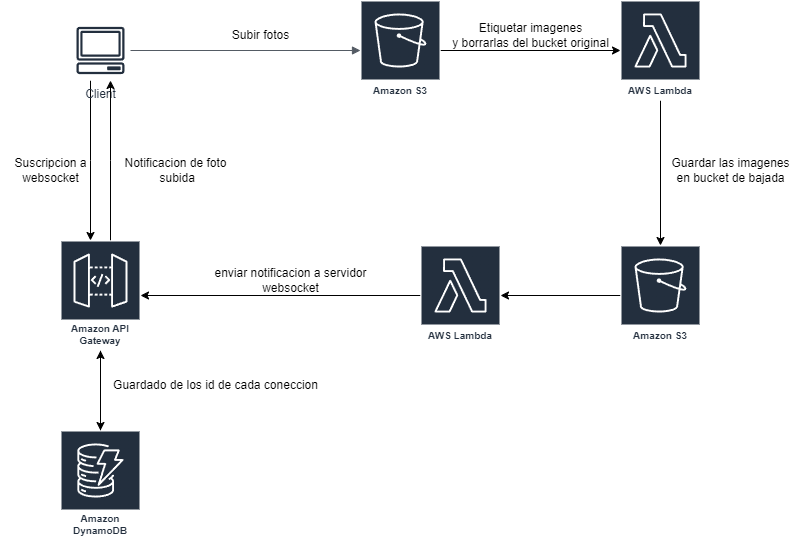 Subir fotos
Etiquetar imagenes
y borrarlas del bucket original
Client
Amazon S3
AWS Lambda
Suscripcion a
websocket
Notificacion de foto
subida
Guardar las imagenes
en bucket de bajada
enviar notificacion a servidor
websocket
Amazon API
Gateway
AWS Lambda
Amazon S3
Guardado de los id de cada coneccion
Amazon
DynamoDB